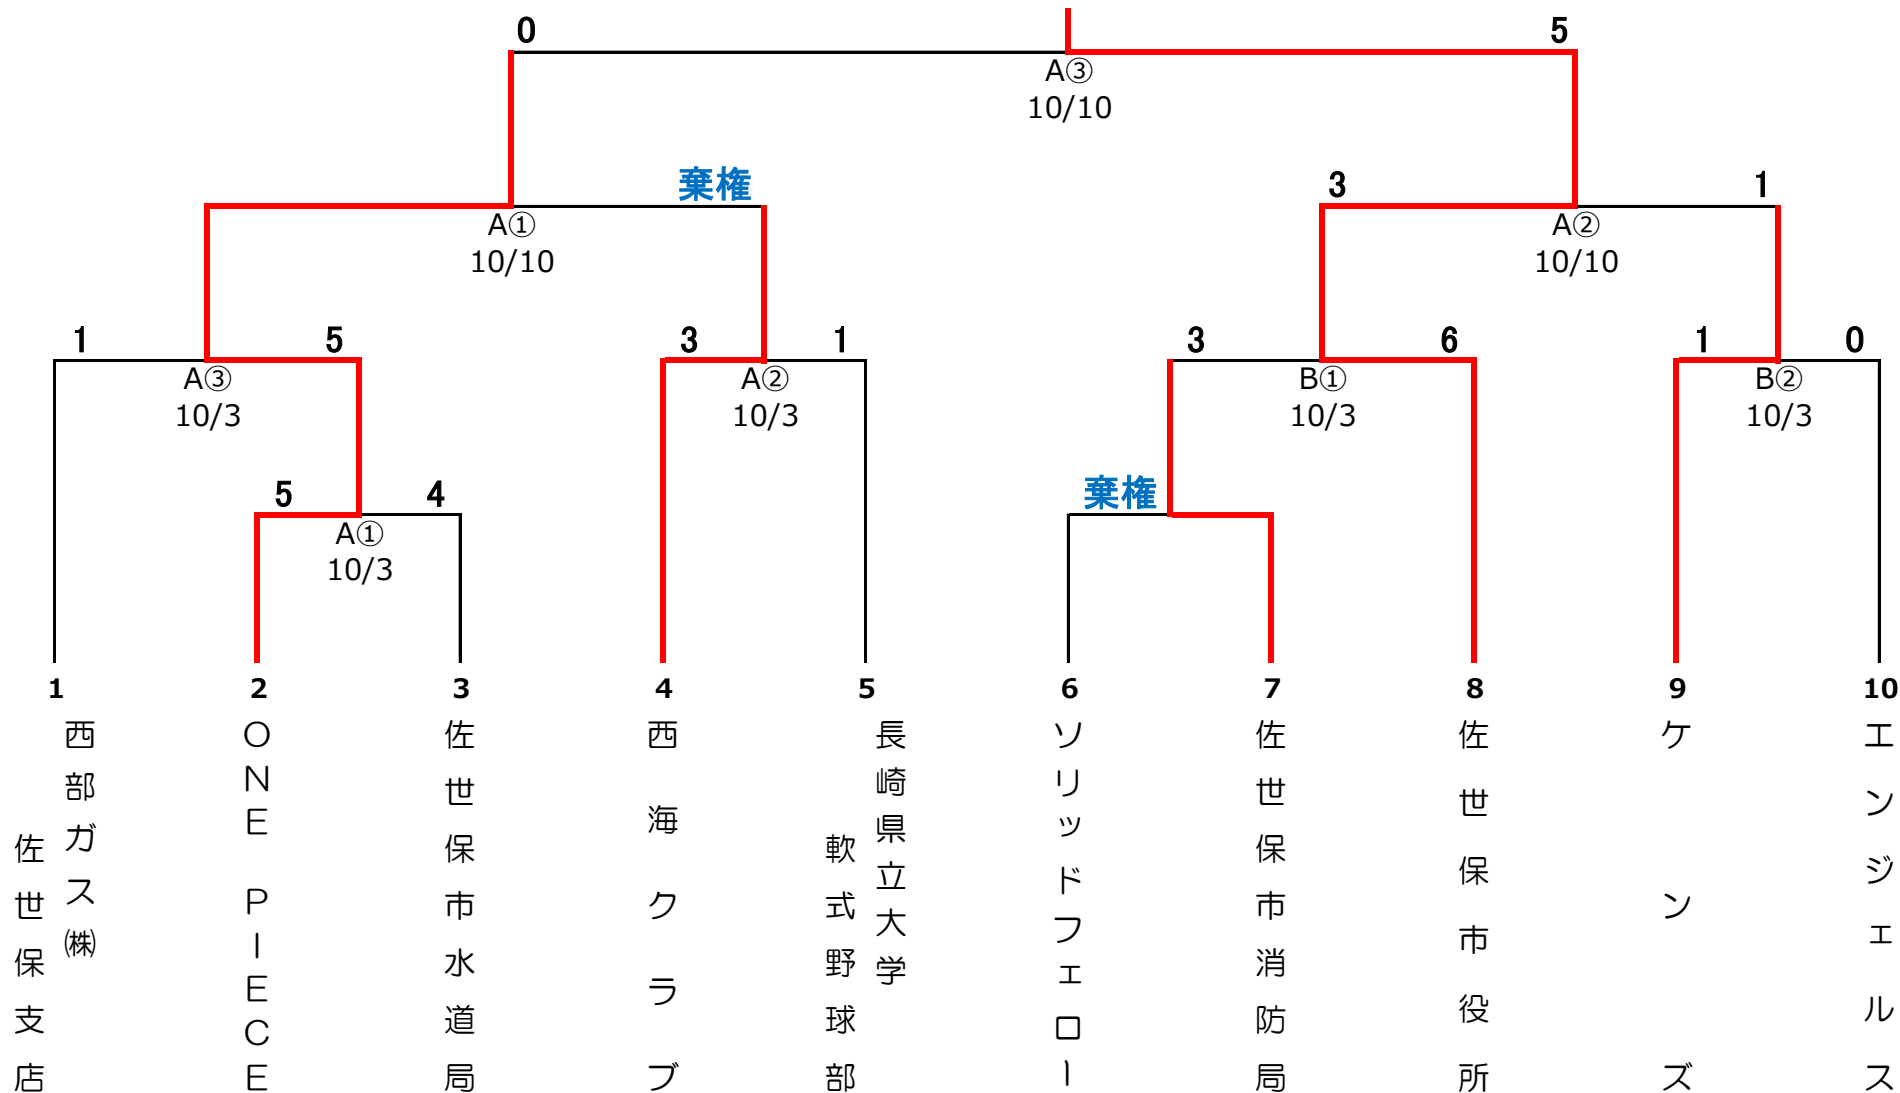 0
5
A③
10/10
棄権
3
1
A①
10/10
A②
10/10
1
5
3
1
3
6
1
0
A③
10/3
A②
10/3
B①
10/3
B②
10/3
5
4
棄権
A①
10/3
1
2
3
4
5
6
7
8
9
10
西部ガス㈱
佐世保支店
ONE PIECE
佐世保市水道局
西海クラブ
長崎県立大学
軟式野球部
ソリッドフェロー
佐世保市消防局
佐世保市役所
ケンズ
エンジェルス